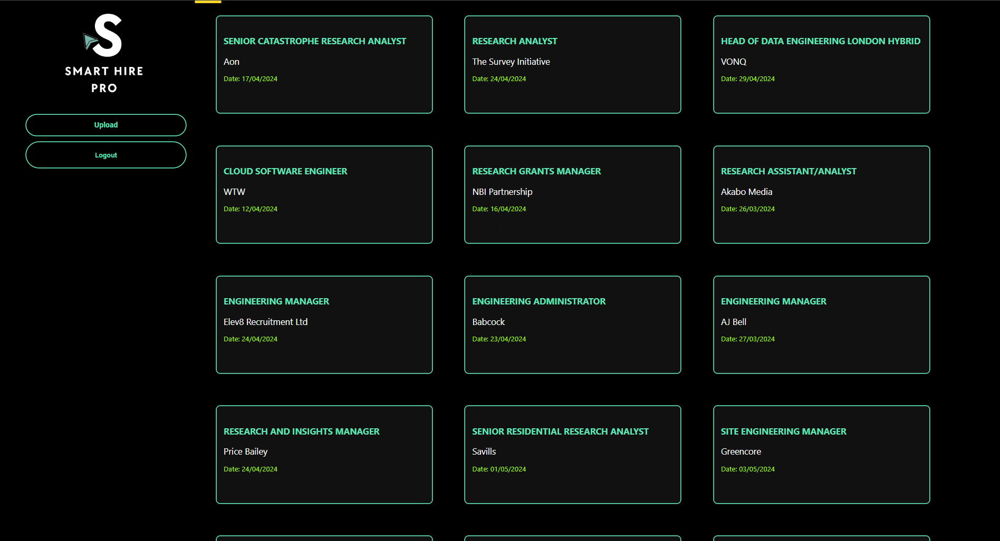 SMART HIRE
PRO
Upload
Logout
SENIOR CATASTROPHE RESEARCH ANALYST
Aon
Date: 17/04/2024
RESEARCH ANALYST
The Survey Initiative
Date: 24/04/2024
HEAD OF DATA ENGINEERING LONDON HYBRID
VONQ
Date: 29/04/2024
CLOUD SOFTWARE ENGINEER
WTW
Date: 12/04/2024
RESEARCH GRANTS MANAGER
NBI Partnership
Date: 16/04/2024
RESEARCH ASSISTANT/ANALYST
Akabo Media
Date: 26/03/2024
ENGINEERING MANAGER
Elev8 Recruitment Ltd
Date: 24/04/2024
ENGINEERING ADMINISTRATOR
Babcock
Date: 23/04/2024
ENGINEERING MANAGER
AJ Bell
Date: 27/03/2024
RESEARCH AND INSIGHTS MANAGER
Price Bailey
Date: 24/04/2024
SENIOR RESIDENTIAL RESEARCH ANALYST
Savills
Date: 01/05/2024
SITE ENGINEERING MANAGER
Greencore
Date: 03/05/2024